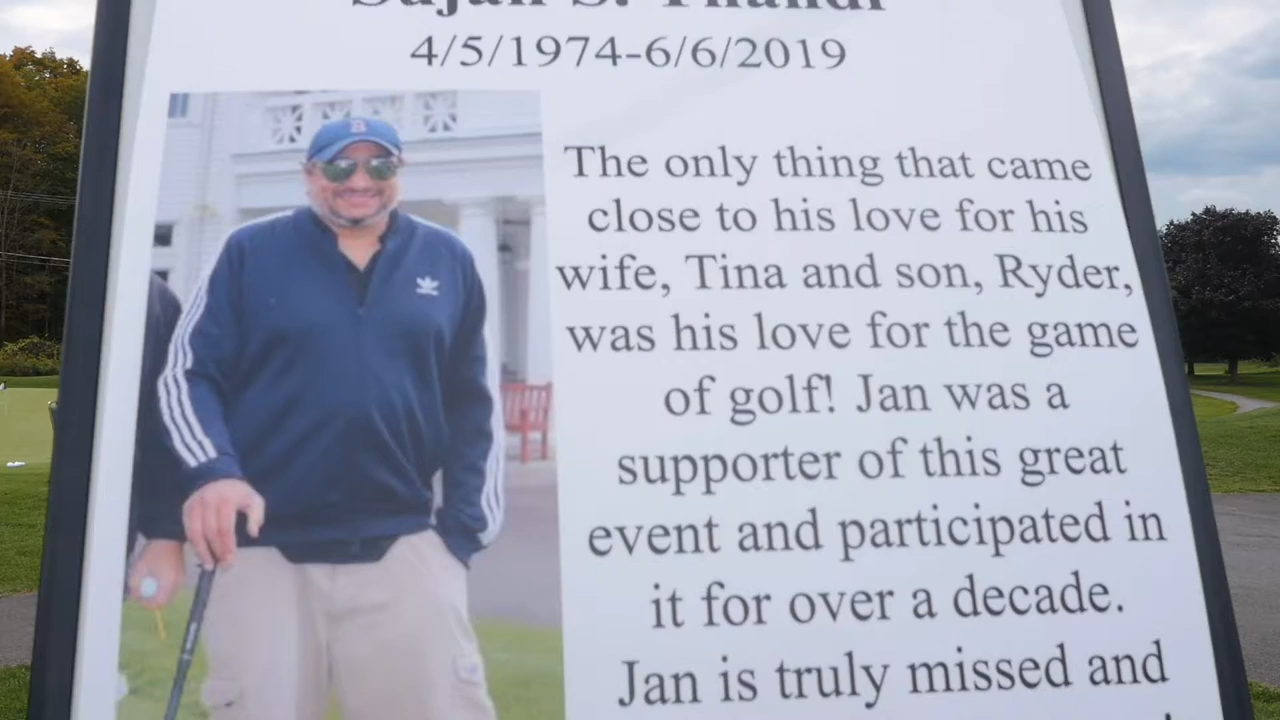 Sajan S. Thandi
4/5/1974-6/6/2019
The only thing that came
close to his love for his
wife, Tina and son, Ryder,
was his love for the game
of golf! Jan was a
supporter of this great
event and participated in
it for over a decade.
Jan is truly missed and